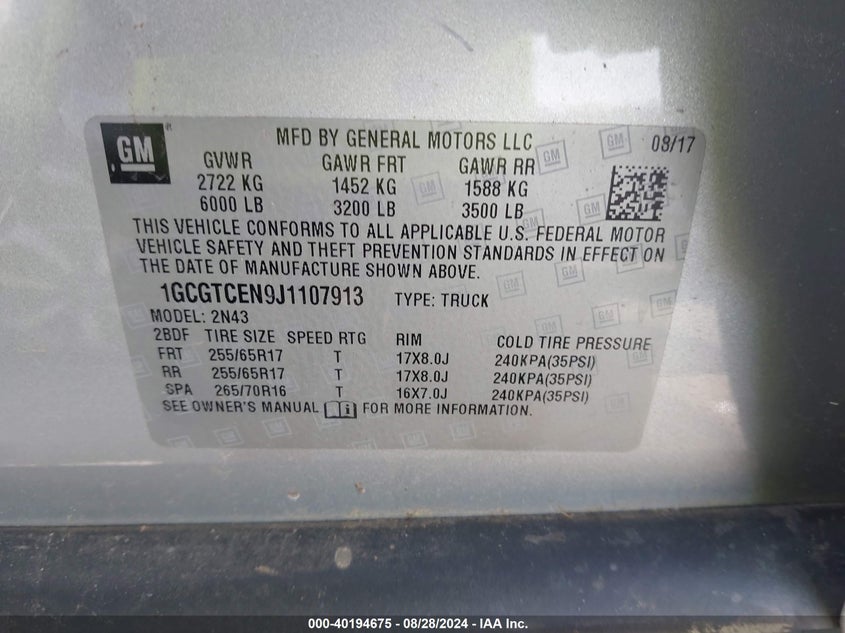 GM
MFD BY GENERAL MOTORS LLC 08/17
GVWR GAWR FRT GAWR RR
2722 KG 1452 KG 1588 KG
6000 LB 3200 LB 3500 LB
THIS VEHICLE CONFORMS TO ALL APPLICABLE U.S. FEDERAL MOTOR
VEHICLE SAFETY AND THEFT PREVENTION STANDARDS IN EFFECT ON
THE DATE OF MANUFACTURE SHOWN ABOVE.
1GCGTCEN9J1107913 TYPE: TRUCK
MODEL: 2N43
2BDF TIRE SIZE SPEED RTG RIM COLD TIRE PRESSURE
FRT 255/65R17 T 17X8.0J 240KPA(35PSI)
RR 255/65R17 T 17X8.0J 240KPA(35PSI)
SPA 265/70R16 T 16X7.0J 240KPA(35PSI)
SEE OWNER'S MANUAL FOR MORE INFORMATION.
000-40194675 - 08/28/2024 - IAA Inc.